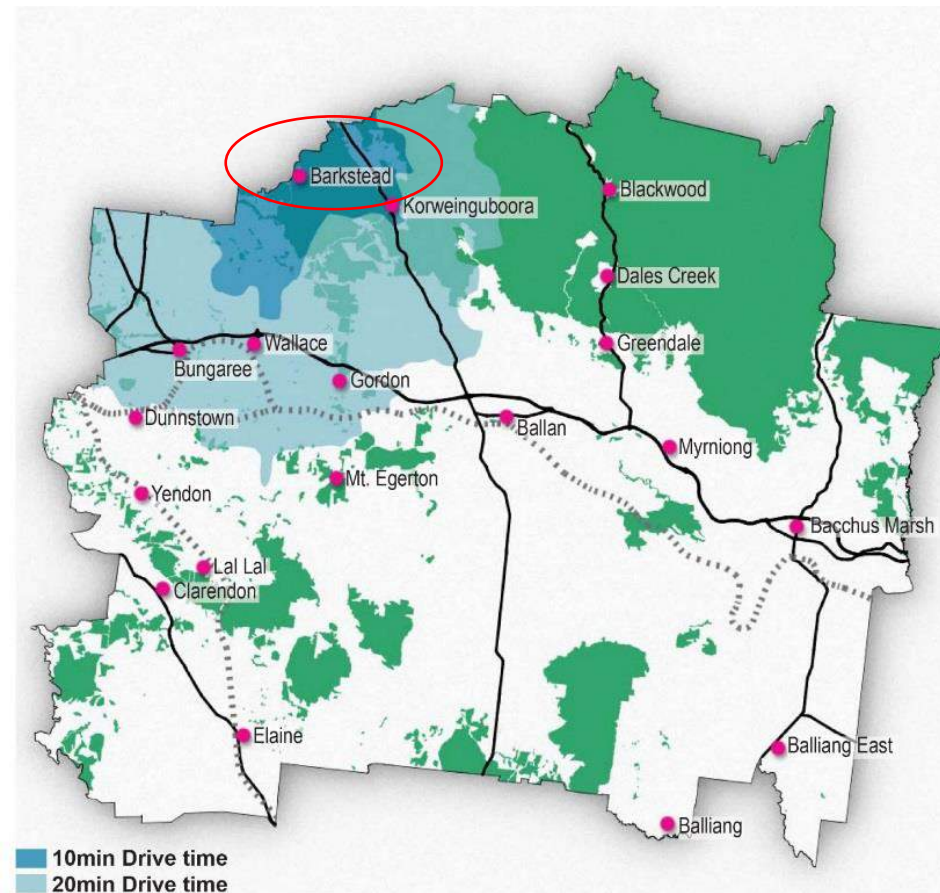 Barkstead
Blackwood
Korweinguboora
Dales Creek
Wallace
Greendale
Bungaree
Gordon
Dunnstown
Ballan
Myrniong
Mt. Egerton
Yendon
Bacchus Marsh
Lal Lal
Clarendon
Elaine
Balliang East
Balliang
10min Drive time
20min Drive time